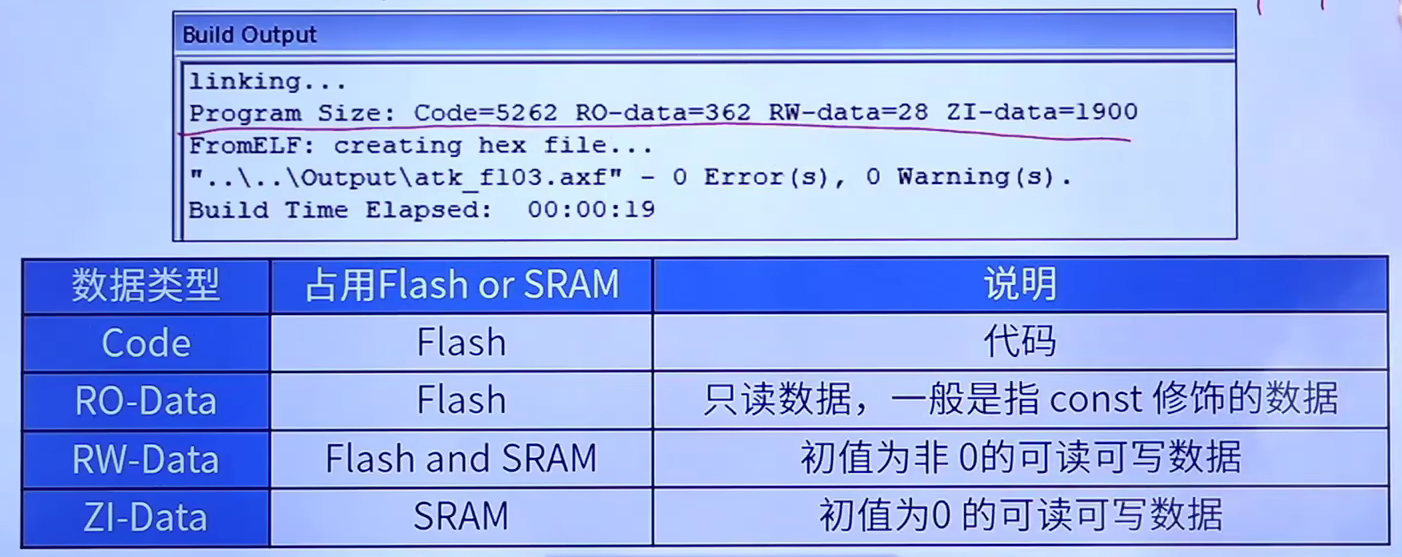 Build Output
linking...
Program Size: Code=5262 RO-data=362 RW-data=28 ZI-data=1900
FromELF: creating hex file...
"..\..\Output\atk_f103.axf" - 0 Error(s), 0 Warning(s).
Build Time Elapsed:  00:00:19
数据类型 占用Flash or SRAM 说明
Code Flash 代码
RO-Data Flash 只读数据，一般是指 const 修饰的数据
RW-Data Flash and SRAM 初值为非 0的可读可写数据
ZI-Data SRAM 初值为0 的可读可写数据